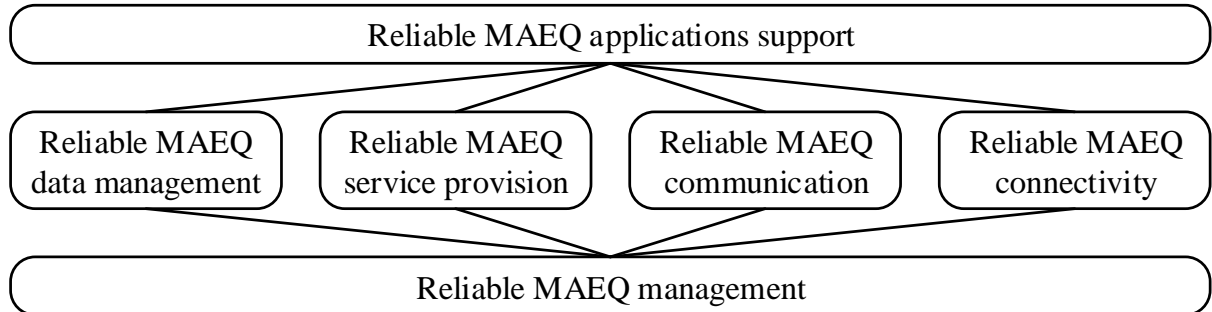 Reliable MAEQ applications support
Reliable MAEQ
data management
Reliable MAEQ
service provision
Reliable MAEQ
communication
Reliable MAEQ
connectivity
Reliable MAEQ management